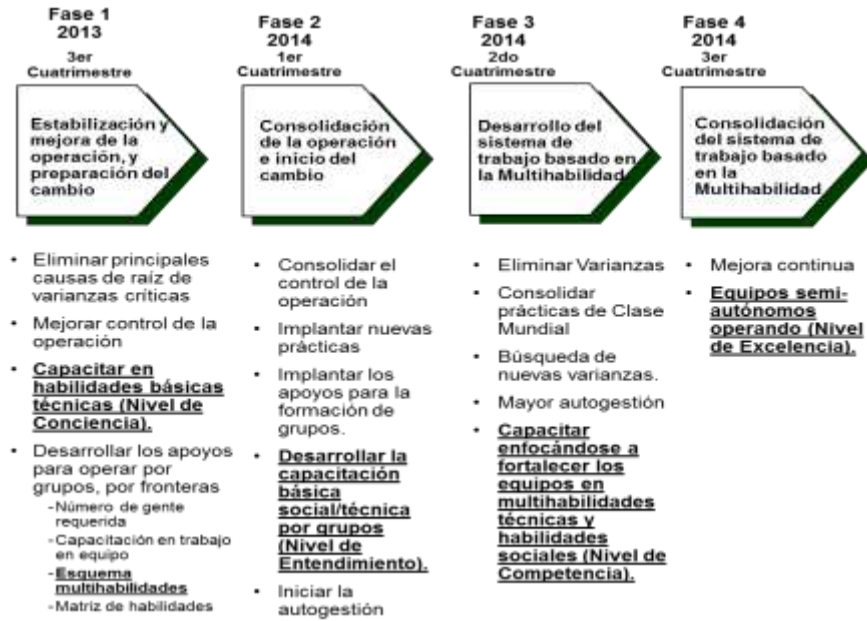 Fase 1
2013
3er
Cuatrimestre
Estabilización y
mejora de la
operación, y
preparación del
cambio
• Eliminar principales
causas de raíz de
varianzas críticas
• Mejorar control de la
operación
• Capacitar en
habilidades básicas
técnicas (Nivel de
Conciencia).
• Desarrollar los apoyos
para operar por
grupos, por fronteras
-Número de gente
requerida
-Capacitación en trabajo
en equipo
-Esquema
multihabilidades
-Matriz de habilidades
Fase 2
2014
1er
Cuatrimestre
Consolidación
de la operación
e inicio del
cambio
• Consolidar el
control de la
operación
• Implantar nuevas
prácticas
• Implantar los
apoyos para la
formación de
grupos.
• Desarrollar la
capacitación
básica
social/técnica
por grupos
(Nivel de
Entendimiento).
• Iniciar la
autogestión
Fase 3
2014
2do
Cuatrimestre
Desarrollo del
sistema de
trabajo basado en
la Multihabilidad
• Eliminar Varianzas
• Consolidar
prácticas de Clase
Mundial
• Búsqueda de
nuevas varianzas.
• Mayor autogestión
• Capacitar
enfocándose a
fortalecer los
equipos en
multihabilidades
técnicas y
habilidades
sociales (Nivel de
Competencia).
Fase 4
2014
3er
Cuatrimestre
Consolidación
del sistema de
trabajo basado
en la
Multihabilidad
• Mejora continua
• Equipos semi-
autónomos
operando (Nivel
de Excelencia).